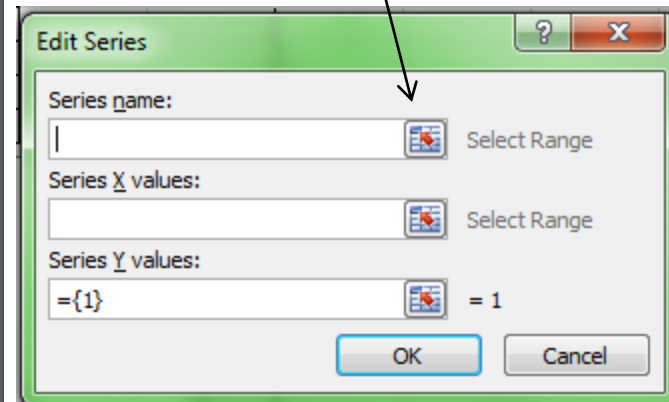 Edit Series
Series name:
Select Range
Series X values:
Select Range
Series Y values:
={1}
= 1
OK
Cancel